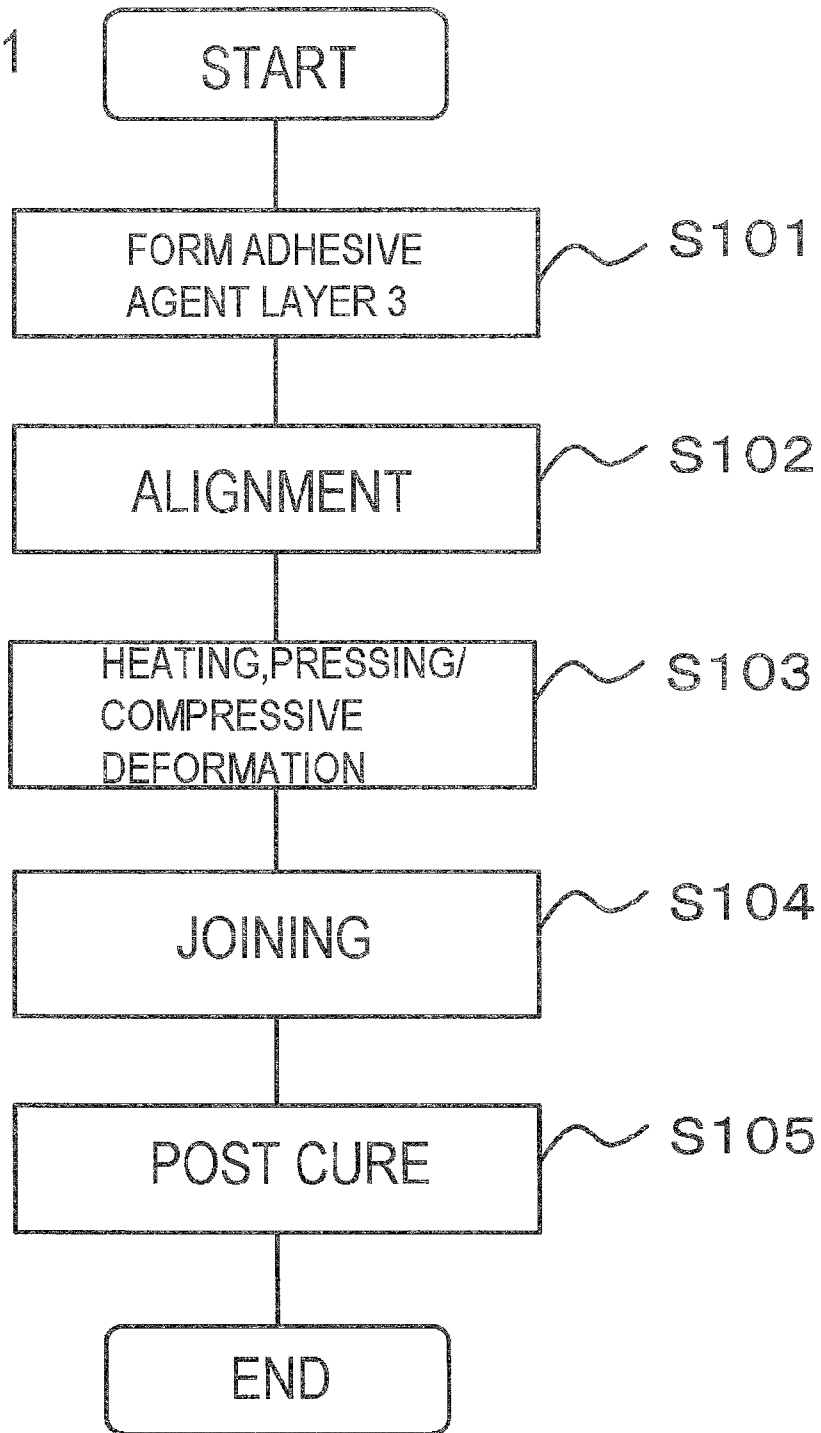 1
START
FORM ADHESIVE
AGENT LAYER 3
S101
ALIGNMENT
S102
HEATING,PRESSING/
COMPRESSIVE
DEFORMATION
S103
JOINING
S104
POST CURE
S105
END